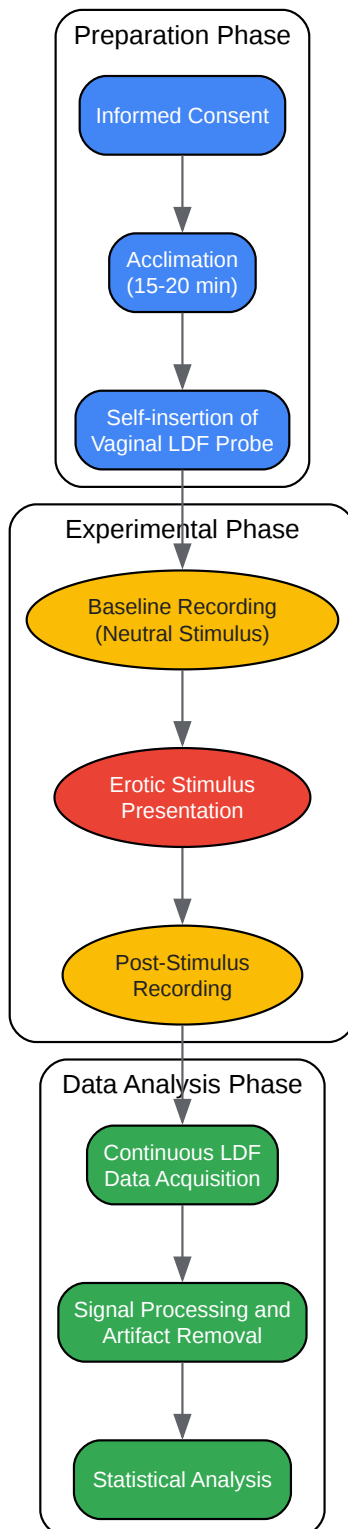 Preparation Phase
Informed Consent
Acclimation
(15-20 min)
Self-insertion of
Vaginal LDF Probe
Experimental Phase
Baseline Recording
(Neutral Stimulus)
Erotic Stimulus
Presentation
Post-Stimulus
Recording
Data Analysis Phase
Continuous LDF
Data Acquisition
Signal Processing and
Artifact Removal
Statistical Analysis